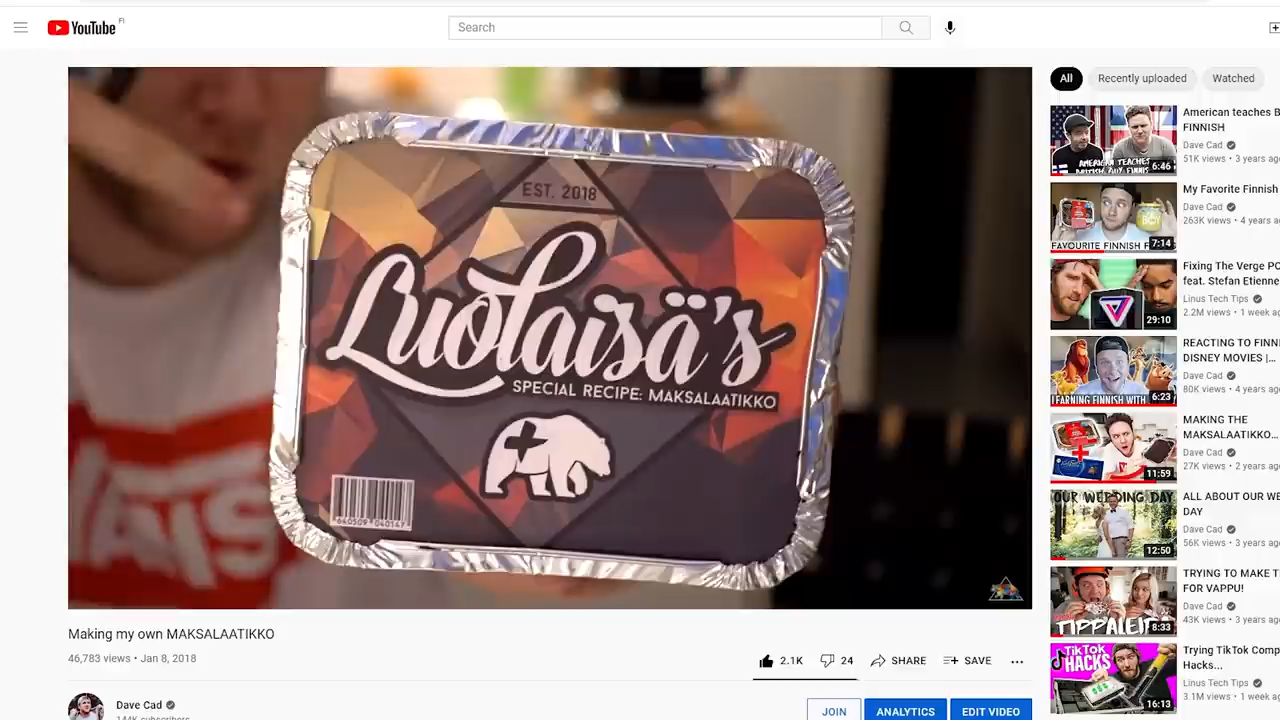 YouTube FI
Search
EST. 2018
Luolaisä's
SPECIAL RECIPE: MAKSALAATIKKO
Making my own MAKSALAATIKKO
46,783 views • Jan 8, 2018
2.1K 24 SHARE SAVE
Dave Cad
144K subscribers
JOIN ANALYTICS EDIT VIDEO
All Recently uploaded Watched
American teaches B
FINNISH
Dave Cad
51K views • 3 years ago
AMERICAN TEACHES
6:46
My Favorite Finnish
Dave Cad
263K views • 4 years
7:14
Fixing The Verge PC
feat. Stefan Etienne
Linus Tech Tips
2.2M views • 1 week ag
29:10
REACTING TO FINN
DISNEY MOVIES |...
Dave Cad
80K views • 4 years
6:23
MAKING THE
MAKSALAATIKKO...
Dave Cad
27K views • 2 years ag
11:59
OUR WEDDING DAY
ALL ABOUT OUR WE
DAY
Dave Cad
56K views • 3 years
12:50
TRYING TO MAKE T
FOR VAPPU!
Dave Cad
43K views • 3 years
TIPPALEI
8:33
TikTok
HACKS
Trying TikTok Comp
Hacks...
Linus Tech Tips
3.1M views • 1 week
16:13